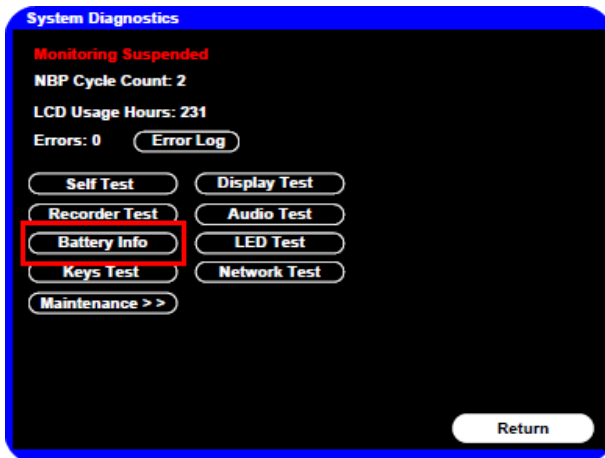 System Diagnostics
Monitoring Suspended
NBP Cycle Count: 2
LCD Usage Hours: 231
Errors: 0 Error Log
Self Test Display Test
Recorder Test Audio Test
Battery Info LED Test
Keys Test Network Test
Maintenance > >
Return